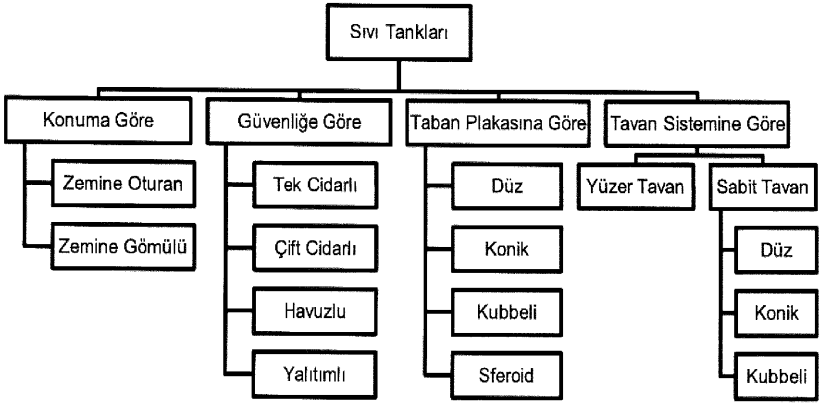 Sıvı Tankları
Konuma Göre
Güvenliğe Göre
Taban Plakasına Göre
Tavan Sistemine Göre
Zemine Oturan
Zemine Gömülü
Tek Cidarlı
Çift Cidarlı
Havuzlu
Yalıtımlı
Düz
Konik
Kubbeli
Sferoid
Yüzer Tavan
Sabit Tavan
Düz
Konik
Kubbeli